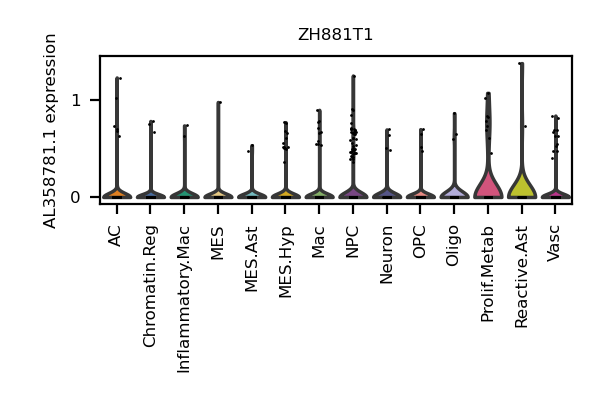 ZH881T1
AL358781.1 expression
1
0
AC
Chromatin.Reg
Inflammatory.Mac
MES
MES.Ast
MES.Hyp
Mac
NPC
Neuron
OPC
Oligo
Prolif.Metab
Reactive.Ast
Vasc